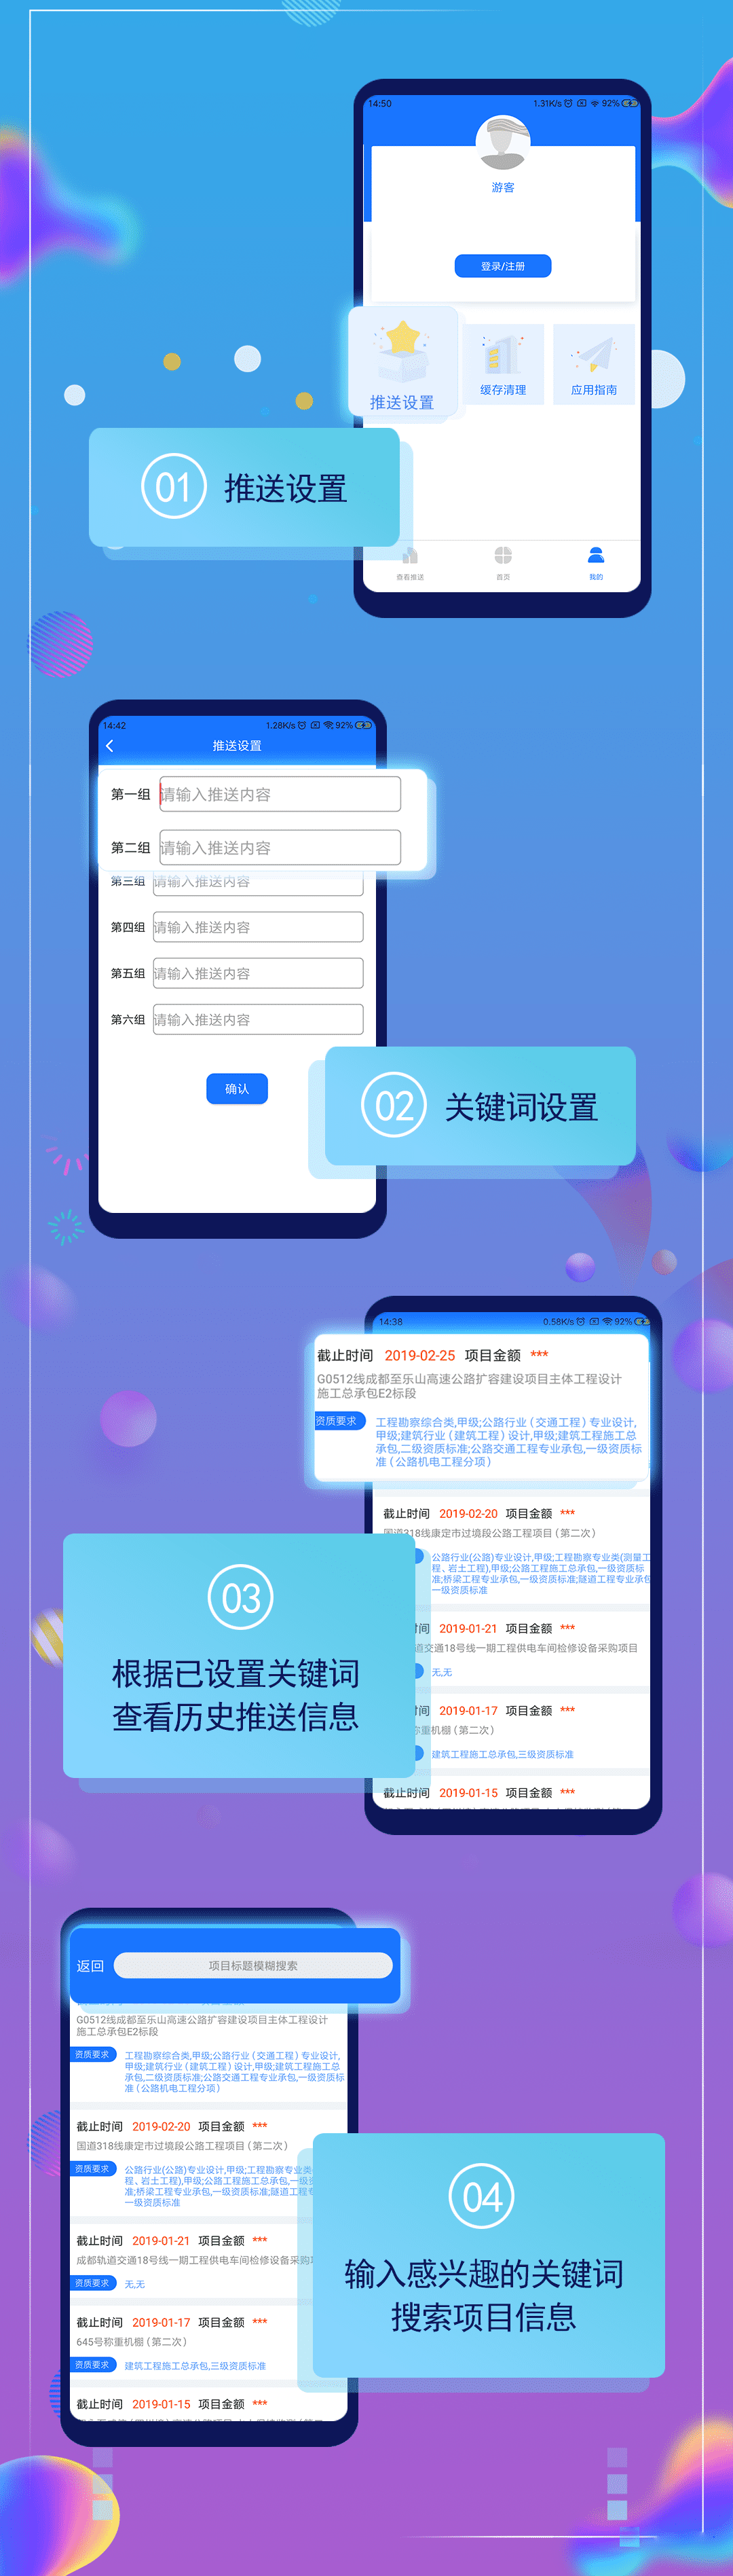 14:50
1.31K/s 92%
游客
登录/注册
推送设置
缓存清理
应用指南
01 推送设置
查看推送
首页
我的
14:42
1.28K/s 92%
推送设置
第一组 请输入推送内容
第二组 请输入推送内容
第三组 请输入推送内容
第四组 请输入推送内容
第五组 请输入推送内容
第六组 请输入推送内容
确认
02 关键词设置
14:38
0.58K/s 92%
截止时间 2019-02-25 项目金额 ***
G0512线成都至乐山高速公路扩容建设项目主体工程设计
施工总承包E2标段
资质要求
工程勘察综合类,甲级;公路行业（交通工程）专业设计,
甲级;建筑行业（建筑工程）设计,甲级;建筑工程施工总
承包,二级资质标准;公路交通工程专业承包,一级资质标
准（公路机电工程分项）
截止时间 2019-02-20 项目金额 ***
国道318线康定市过境段公路工程项目（第二次）
公路行业(公路)专业设计,甲级;工程勘察专业类(测量工
程、岩土工程),甲级;公路工程施工总承包,一级资质标
准;桥梁工程专业承包,一级资质标准;隧道工程专业承包
一级资质标准
时间 2019-01-21 项目金额 ***
道交通18号线一期工程供电车间检修设备采购项目
无,无
时间 2019-01-17 项目金额 ***
称重机棚（第二次）
建筑工程施工总承包,三级资质标准
截止时间 2019-01-15 项目金额 ***
03
根据已设置关键词
查看历史推送信息
返回
项目标题模糊搜索
G0512线成都至乐山高速公路扩容建设项目主体工程设计
施工总承包E2标段
资质要求
工程勘察综合类,甲级;公路行业（交通工程）专业设计,
甲级;建筑行业（建筑工程）设计,甲级;建筑工程施工总
承包,二级资质标准;公路交通工程专业承包,一级资质标
准（公路机电工程分项）
截止时间 2019-02-20 项目金额 ***
国道318线康定市过境段公路工程项目（第二次）
资质要求
公路行业(公路)专业设计,甲级;工程勘察专业类
程、岩土工程),甲级;公路工程施工总承包,一级资
准;桥梁工程专业承包,一级资质标准;隧道工程专
一级资质标准
截止时间 2019-01-21 项目金额 ***
成都轨道交通18号线一期工程供电车间检修设备采购
资质要求
无,无
截止时间 2019-01-17 项目金额 ***
645号称重机棚（第二次）
资质要求
建筑工程施工总承包,三级资质标准
截止时间 2019-01-15 项目金额 ***
04
输入感兴趣的关键词
搜索项目信息